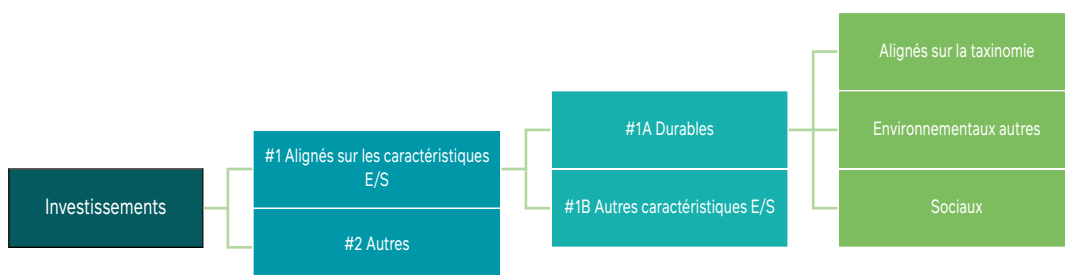 Investissements
#1 Alignés sur les caractéristiques
E/S
#2 Autres
#1A Durables
#1B Autres caractéristiques E/S
Alignés sur la taxinomie
Environnementaux autres
Sociaux